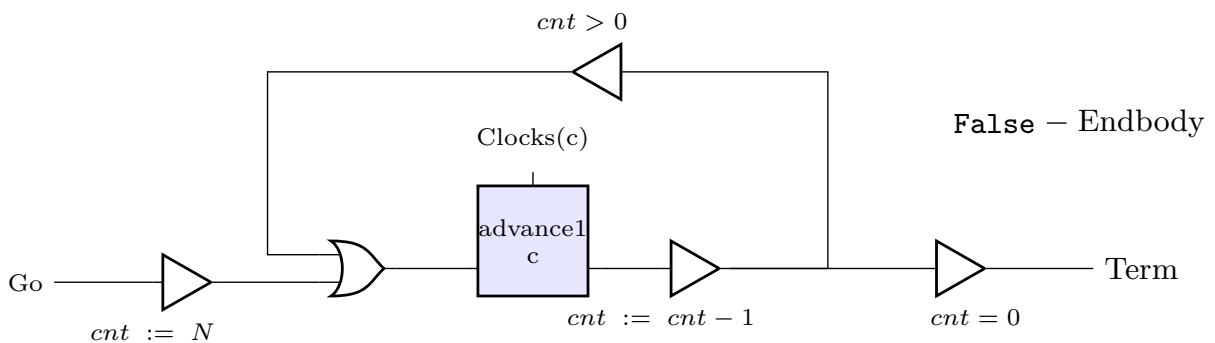 cnt > 0
False – Endbody
Clocks(c)
advance1
c
Go
Term
cnt := N
cnt := cnt − 1
cnt = 0